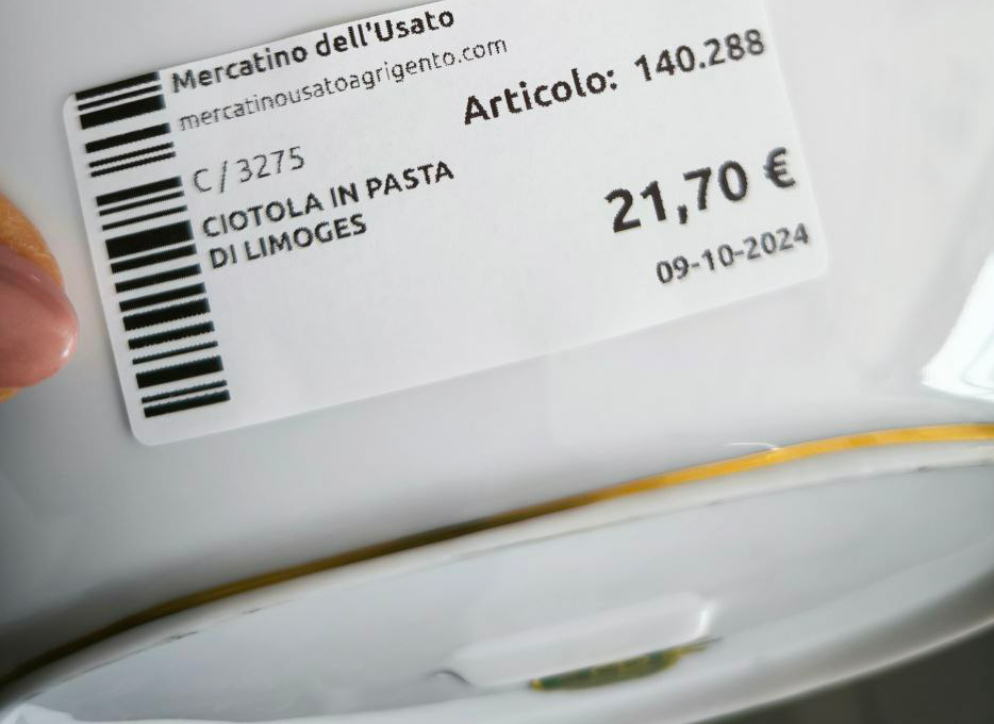 Mercatino dell'Usato
mercatinousatoagrigento.com
Articolo: 140.288
C / 3275
CIOTOLA IN PASTA
DI LIMOGES
21,70 €
09-10-2024